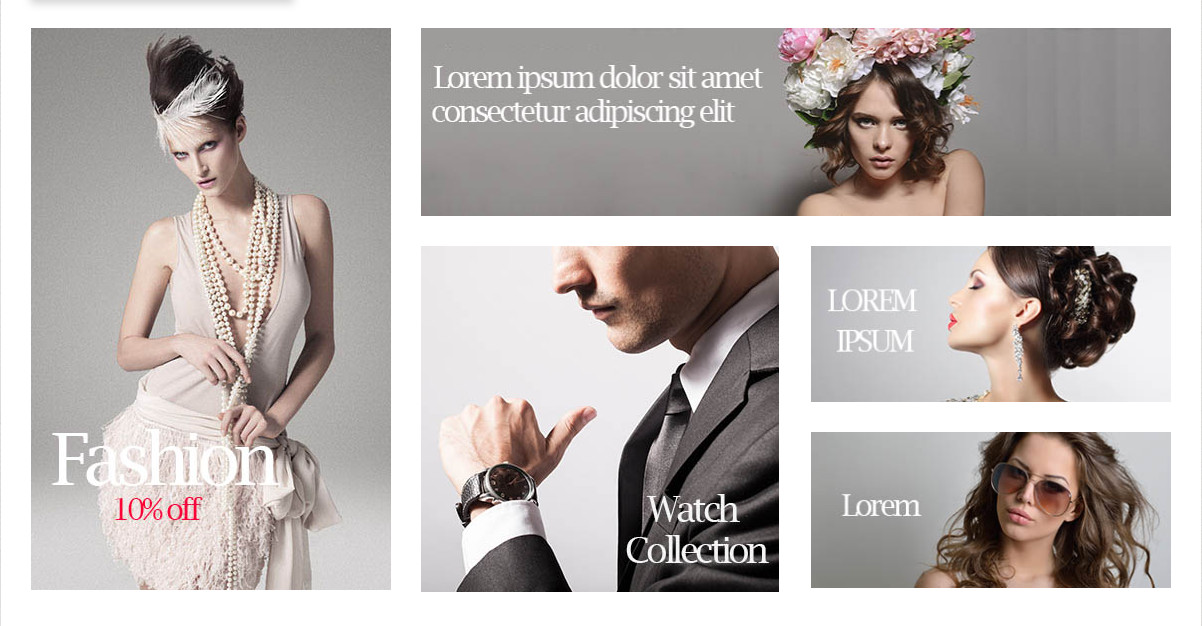 Fashion
10% off
Lorem ipsum dolor sit amet
consectetur adipiscing elit
Watch
Collection
LOREM
IPSUM
Lorem